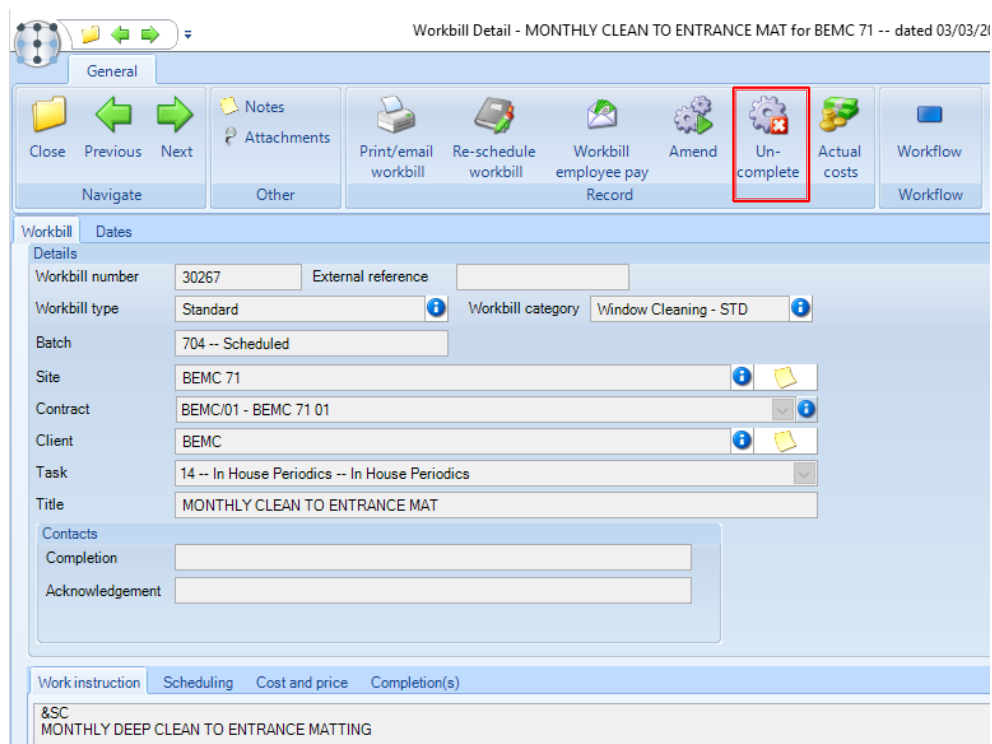 Workbill Detail - MONTHLY CLEAN TO ENTRANCE MAT for BEMC 71 -- dated 03/03/20
General
Notes
Attachments
Close Previous Next
Print/email workbill
Re-schedule workbill
Workbill employee pay
Amend
Un-complete
Actual costs
Workflow
Navigate Other Record Workflow
Workbill Dates
Details
Workbill number 30267 External reference
Workbill type Standard Workbill category Window Cleaning - STD
Batch 704 -- Scheduled
Site BEMC 71
Contract BEMC/01 - BEMC 71 01
Client BEMC
Task 14 -- In House Periodics -- In House Periodics
Title MONTHLY CLEAN TO ENTRANCE MAT
Contacts
Completion
Acknowledgement
Work instruction Scheduling Cost and price Completion(s)
&SC
MONTHLY DEEP CLEAN TO ENTRANCE MATTING